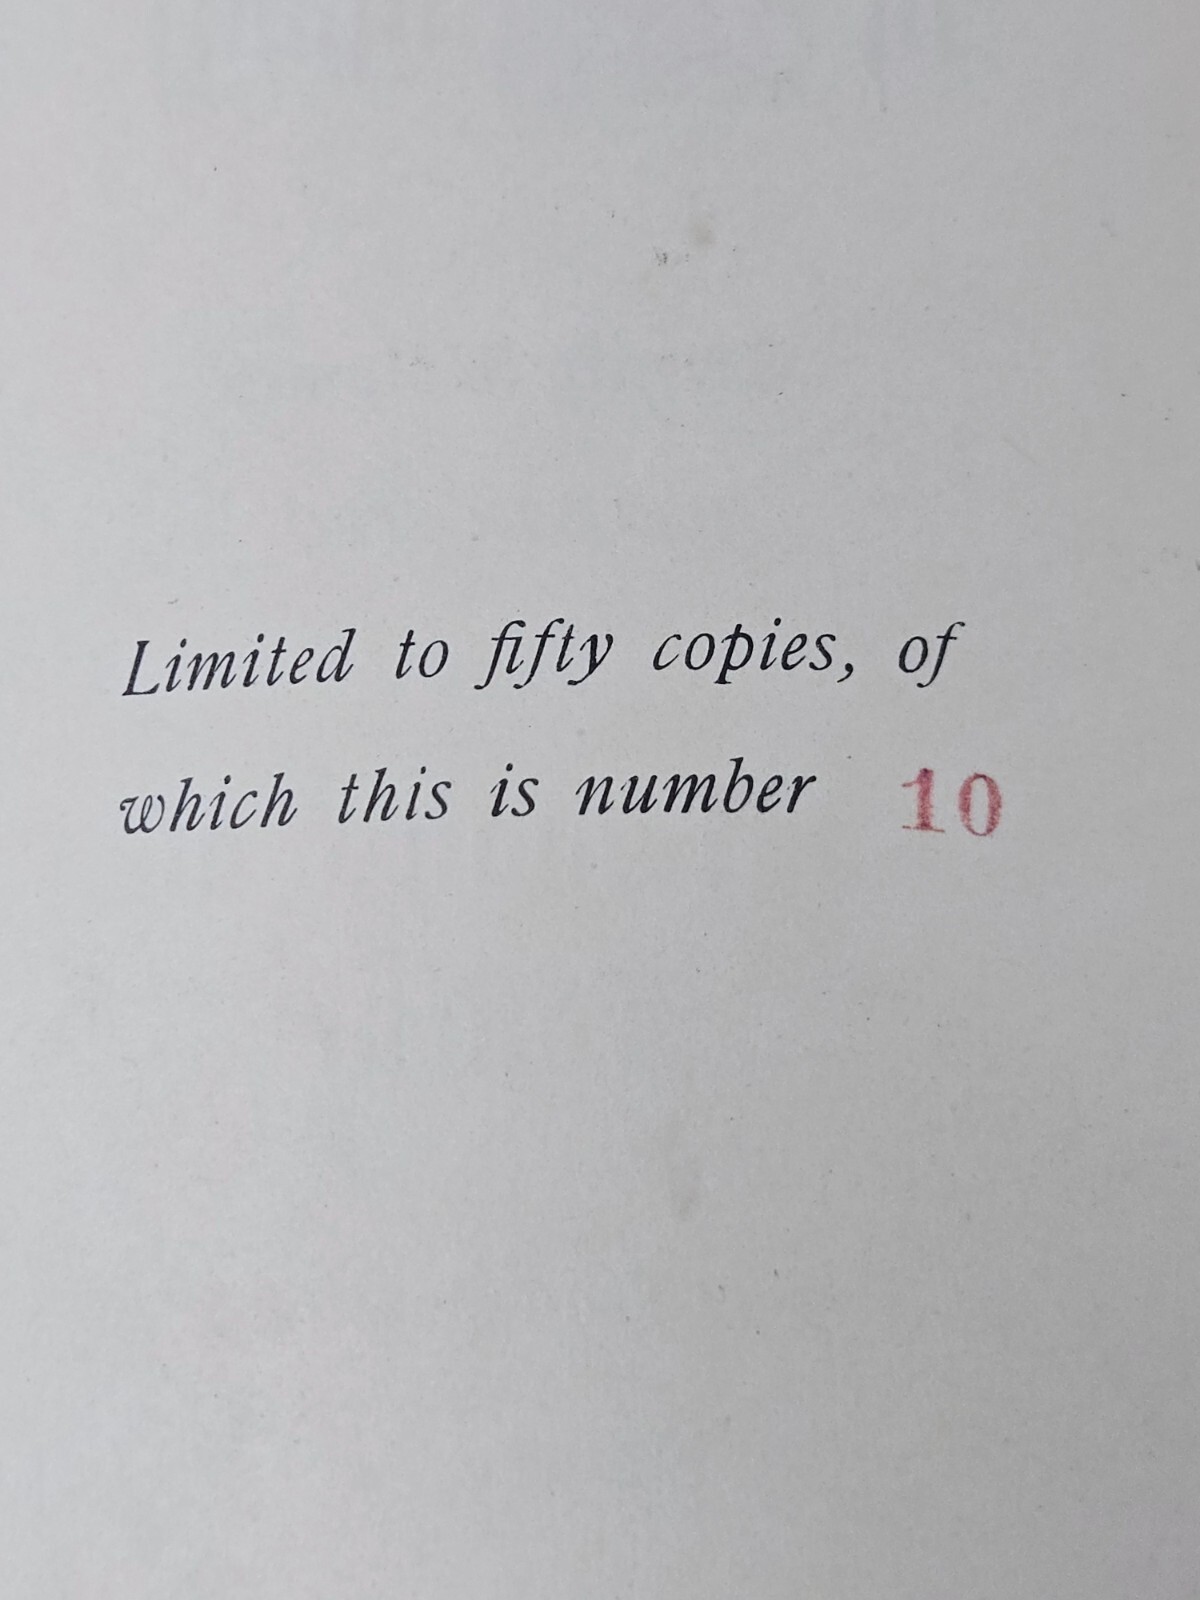 Limited to fifty copies, of
which this is number 10